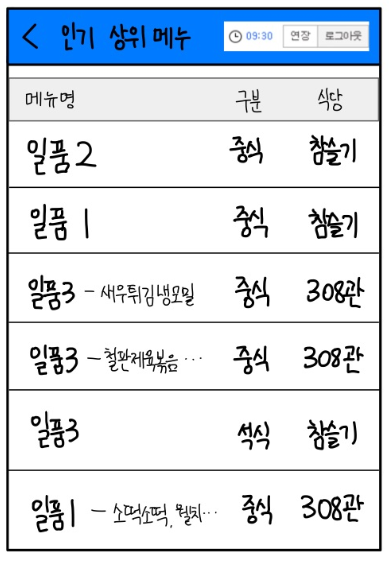 인기 상위 메뉴 09:30 연장 로그아웃
메뉴명 구분 식당
일품2 중식 참슬기
일품1 중식 참슬기
일품3 - 새우튀김냉모밀 중식 308관
일품3 - 철판제육볶음... 중식 308관
일품3 석식 참슬기
일품1 - 소떡소떡, 멸치... 중식 308관